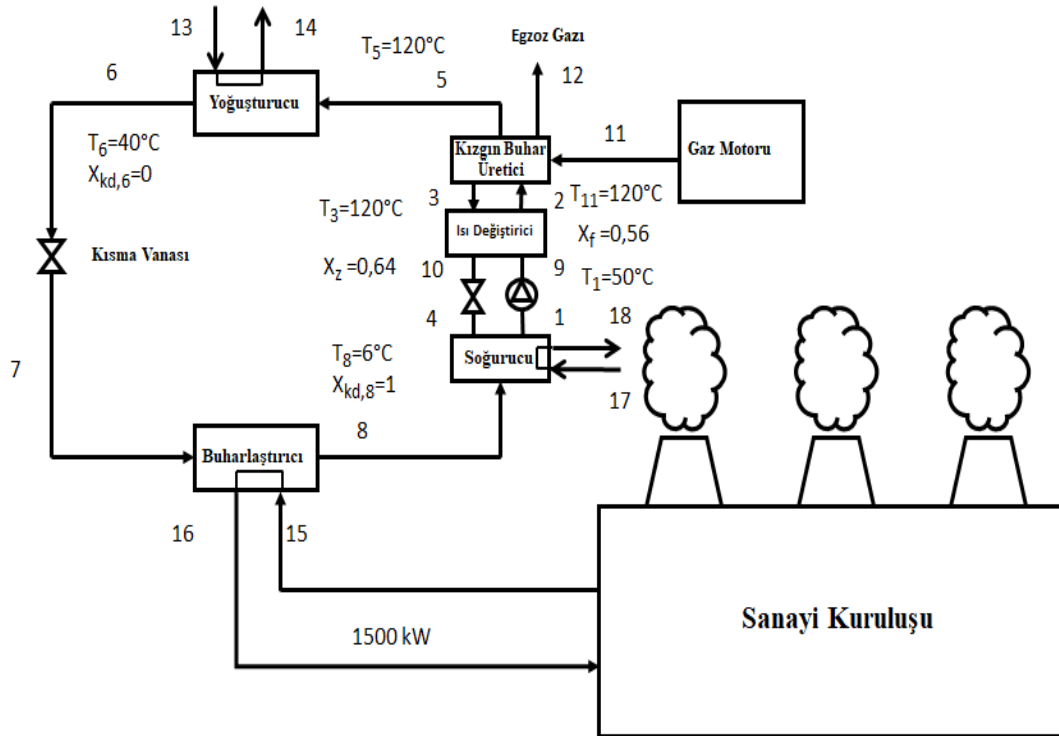 13
14
T5=120°C
Egzoz Gazı
6
5
12
Yoğuşturucu
11
Gaz Motoru
T6=40°C
Xkd,6=0
Kızgın Buhar
Üretici
T3=120°C
3
2
T11=120°C
Isı Değiştirici
Xf =0,56
Kısma Vanası
Xz =0,64
10
9
T1=50°C
4
1
18
7
T8=6°C
Xkd,8=1
Soğurucu
17
8
Buharlaştırıcı
16
15
1500 kW
Sanayi Kuruluşu